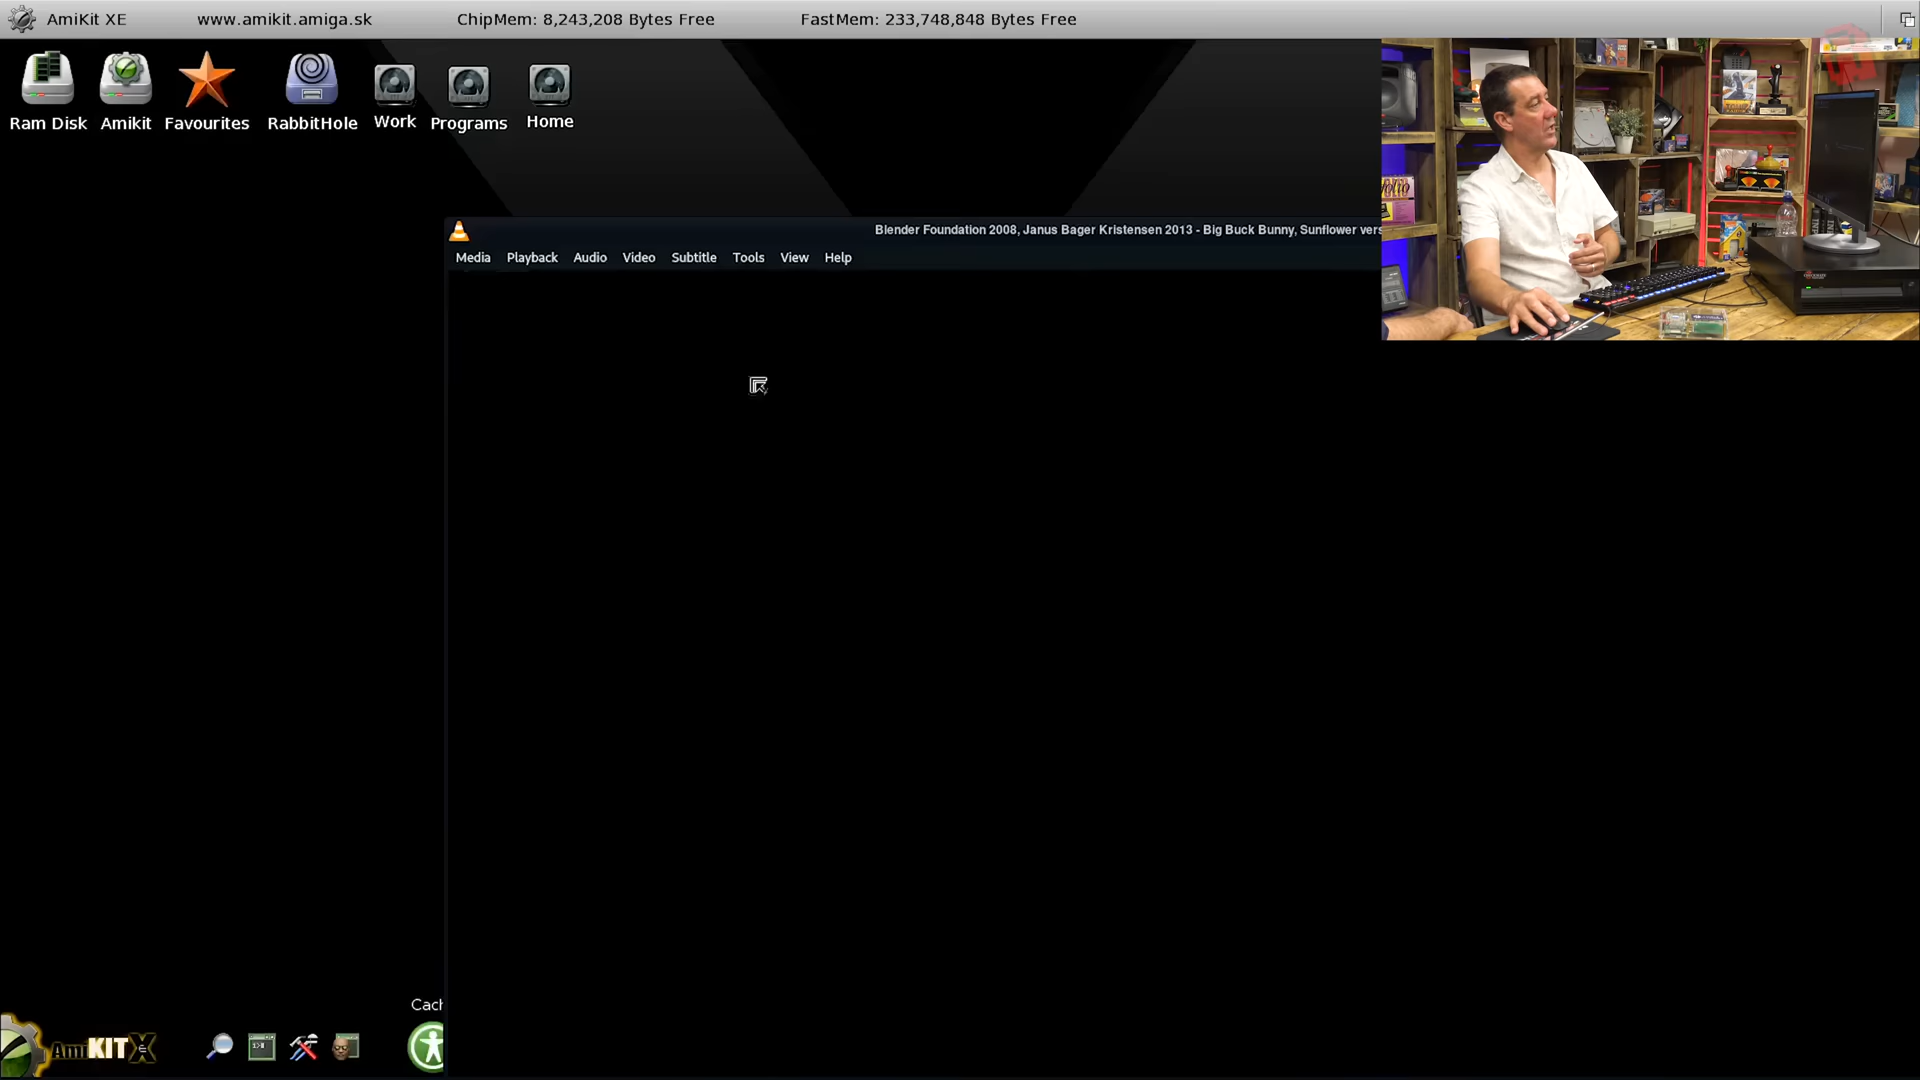 AmiKit XE www.amikit.amiga.sk ChipMem: 8,243,208 Bytes Free FastMem: 233,748,848 Bytes Free
Ram Disk Amikit Favourites RabbitHole Work Programs Home
Blender Foundation 2008, Janus Bager Kristensen 2013 - Big Buck Bunny, Sunflower vers
Media Playback Audio Video Subtitle Tools View Help
Cach
AmiKIT XE